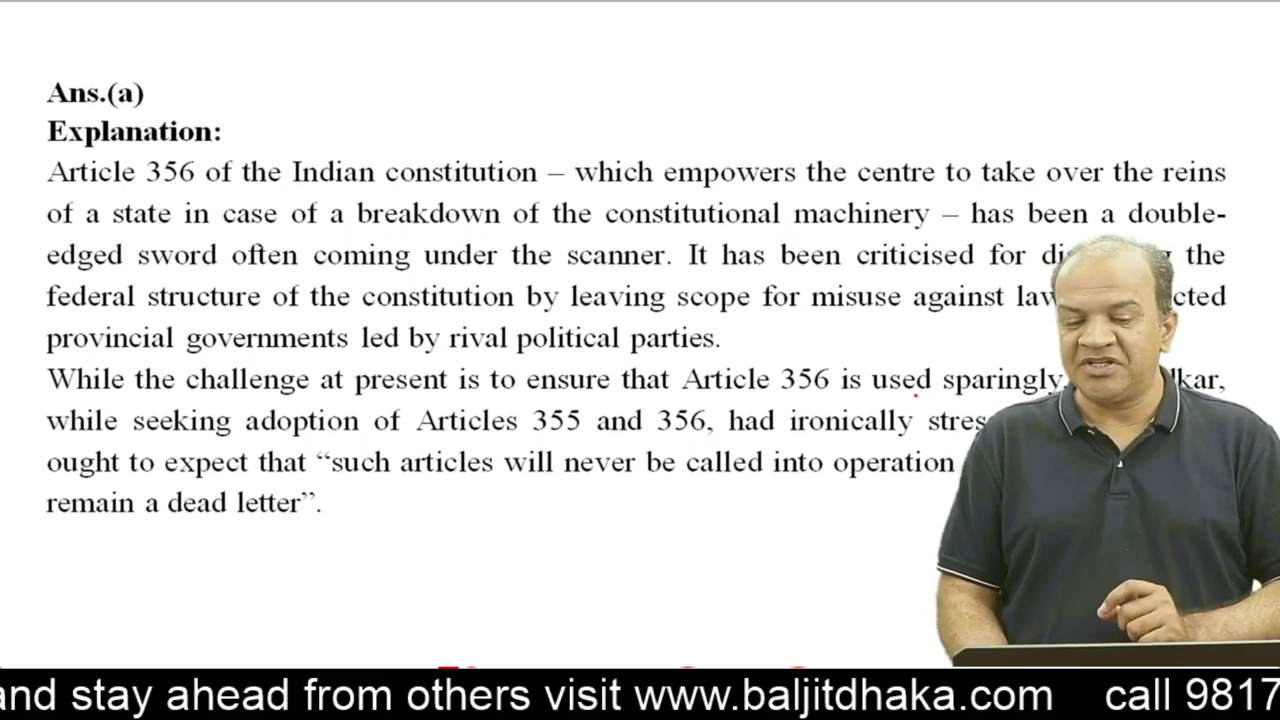 Ans.(a)
Explanation:
Article 356 of the Indian constitution – which empowers the centre to take over the reins
of a state in case of a breakdown of the constitutional machinery – has been a double-
edged sword often coming under the scanner. It has been criticised for the
federal structure of the constitution by leaving scope for misuse against
provincial governments led by rival political parties.
While the challenge at present is to ensure that Article 356 is used sparingly
while seeking adoption of Articles 355 and 356, had ironically
ought to expect that “such articles will never be called into operation
remain a dead letter”.
and stay ahead from others visit www.baljitdhaka.com call 9817